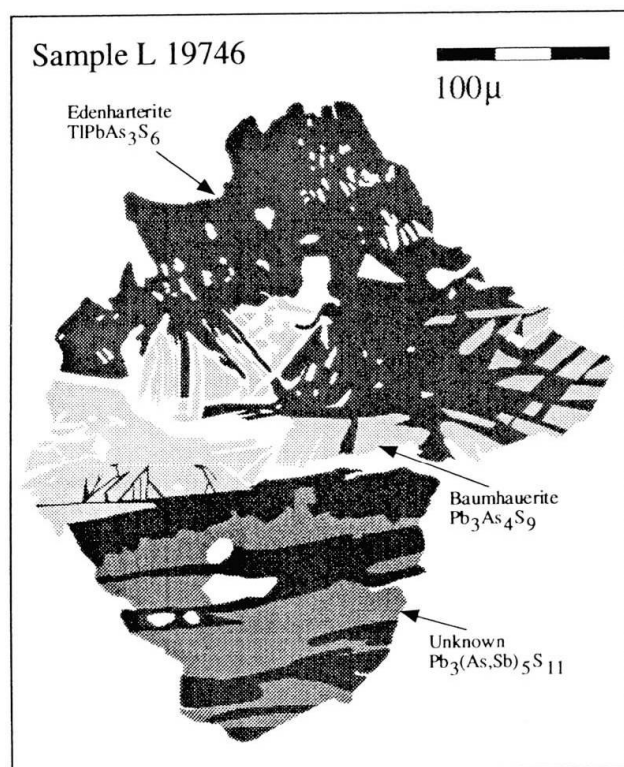 Sample L 19746
100µ
Edenharterite
TlPbAs3S6
Baumhauerite
Pb3As4S9
Unknown
Pb3(As,Sb)5S11